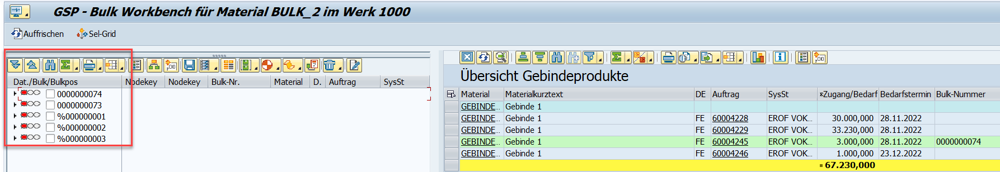 GSP - Bulk Workbench für Material BULK_2 im Werk 1000
Auffrischen Sel-Grid
Dat./Bulk/Bulkpos Nodekey Nodekey Bulk-Nr. Material D. Auftrag SysSt
0000000074
0000000073
%000000001
%000000002
%000000003
Übersicht Gebindeprodukte
Material Materialkurztext DE Auftrag SysSt ΣZugang/Bedarf Bedarfstermin Bulk-Nummer
GEBINDE... Gebinde 1
GEBINDE... Gebinde 1 FE 60004228 EROF VOK... 30.000,000 28.11.2022
GEBINDE... Gebinde 1 FE 60004229 EROF VOK... 33.230,000 28.11.2022
GEBINDE... Gebinde 1 FE 60004245 EROF VOK... 3.000,000 28.11.2022 0000000074
GEBINDE... Gebinde 1 FE 60004246 EROF VOK... 1.000,000 23.12.2022
67.230,000